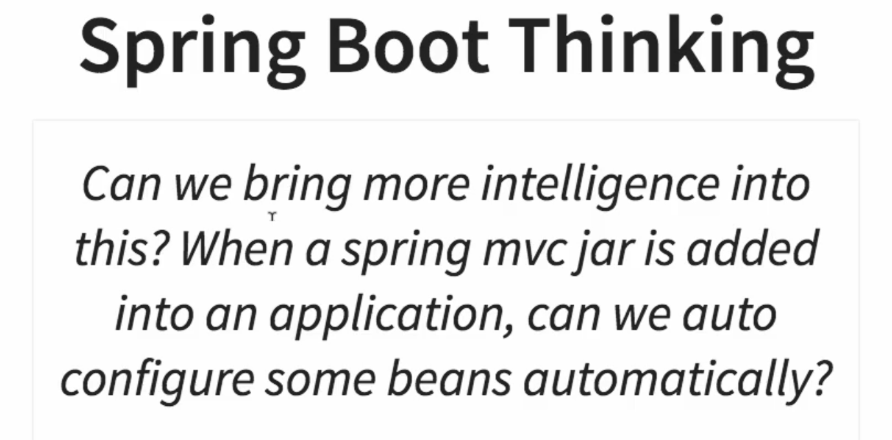 Spring Boot Thinking
Can we bring more intelligence into
this? When a spring mvc jar is added
into an application, can we auto
configure some beans automatically?